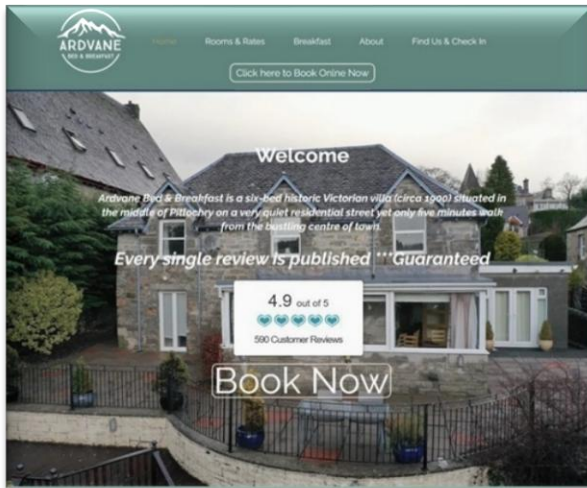 ARDVANE
BED & BREAKFAST
Home Rooms & Rates Breakfast About Find Us & Check In
Click here to Book Online Now
Welcome
Ardvane Bed & Breakfast is a six-bed historic Victorian villa (circa 1900) situated in
the middle of Pitlochry on a very quiet residential street yet only five minutes walk
from the bustling centre of town.
Every single review is published ***Guaranteed
4.9 out of 5
590 Customer Reviews
Book Now